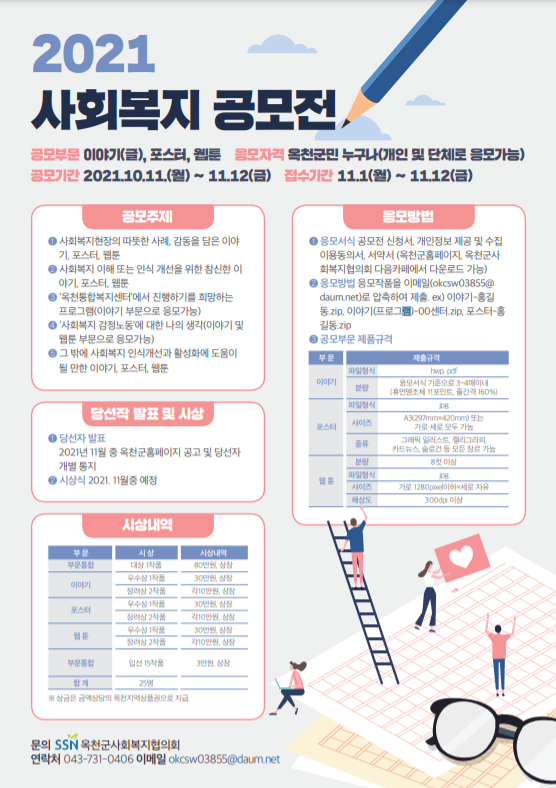 2021
사회복지 공모전
공모부문 이야기(글), 포스터, 웹툰 응모자격 옥천군민 누구나(개인 및 단체로 응모가능)
공모기간 2021.10.11.(월) ~ 11.12(금) 접수기간 11.1(월) ~ 11.12(금)
공모주제
❶ 사회복지현장의 따뜻한 사례, 감동을 담은 이야
기, 포스터, 웹툰
❷ 사회복지 이해 또는 인식 개선을 위한 참신한 이
야기, 포스터, 웹툰
❸ '옥천통합복지센터'에서 진행하기를 희망하는
프로그램(이야기 부문으로 응모가능)
❹ '사회복지 감정노동'에 대한 나의 생각(이야기 및
웹툰 부문으로 응모가능)
❺ 그 밖에 사회복지 인식개선과 활성화에 도움이
될 만한 이야기, 포스터, 웹툰
당선작 발표 및 시상
❶ 당선자 발표
2021년 11월 중 옥천군홈페이지 공고 및 당선자
개별 통지
❷ 시상식 2021. 11월중 예정
시상내역
부 문 시 상 시상내역
부문통합 대상 1작품 80만원, 상장
이야기 우수상 1작품 30만원, 상장
장려상 2작품 각10만원, 상장
포스터 우수상 1작품 30만원, 상장
장려상 2작품 각10만원, 상장
웹 툰 우수상 1작품 30만원, 상장
장려상 2작품 각10만원, 상장
부문통합 입선 15작품 3만원, 상장
합 계 25명
※ 상금은 금액상당의 옥천지역상품권으로 지급
응모방법
❶ 응모서식 공모전 신청서, 개인정보 제공 및 수집
이용동의서, 서약서 (옥천군홈페이지, 옥천군사
회복지협의회 다음카페에서 다운로드 가능)
❷ 응모방법 응모작품을 이메일(okcsw03855@
daum.net)로 압축하여 제출. ex) 이야기-홍길
동.zip, 이야기(프로그램)-00센터.zip, 포스터-홍
길동.zip
❸ 공모부문 제품규격
부 문 제출규격
이야기 파일형식 hwp, pdf
분량 응모서식 기준으로 3~4매이내
(휴먼명조체 11포인트, 줄간격 160%)
포스터 파일형식 jpg
사이즈 A3(297mm×420mm) 또는
가로·세로 모두 가능
종류 그래픽 일러스트, 캘리그라피,
카드뉴스, 슬로건 등 모든 장르 가능
웹 툰 분량 8컷 이상
파일형식 jpg
사이즈 가로 1280pixel이하×세로 자유
해상도 300dpi 이상
문의 SSN 옥천군사회복지협의회
연락처 043-731-0406 이메일 okcsw03855@daum.net